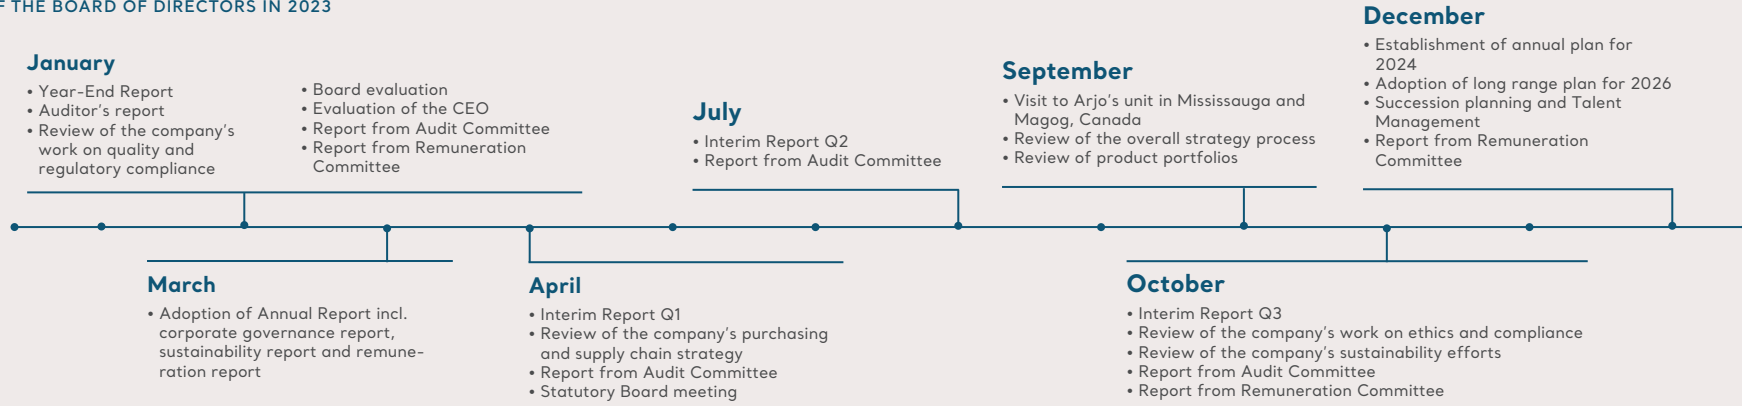 THE BOARD OF DIRECTORS IN 2023
January
• Year-End Report
• Auditor's report
• Review of the company's
work on quality and
regulatory compliance
• Board evaluation
• Evaluation of the CEO
• Report from Audit Committee
• Report from Remuneration
Committee
March
• Adoption of Annual Report incl.
corporate governance report,
sustainability report and remune-
ration report
April
• Interim Report Q1
• Review of the company's purchasing
and supply chain strategy
• Report from Audit Committee
• Statutory Board meeting
July
• Interim Report Q2
• Report from Audit Committee
September
• Visit to Arjo's unit in Mississauga and
Magog, Canada
• Review of the overall strategy process
• Review of product portfolios
October
• Interim Report Q3
• Review of the company's work on ethics and compliance
• Review of the company's sustainability efforts
• Report from Audit Committee
• Report from Remuneration Committee
December
• Establishment of annual plan for
2024
• Adoption of long range plan for 2026
• Succession planning and Talent
Management
• Report from Remuneration
Committee